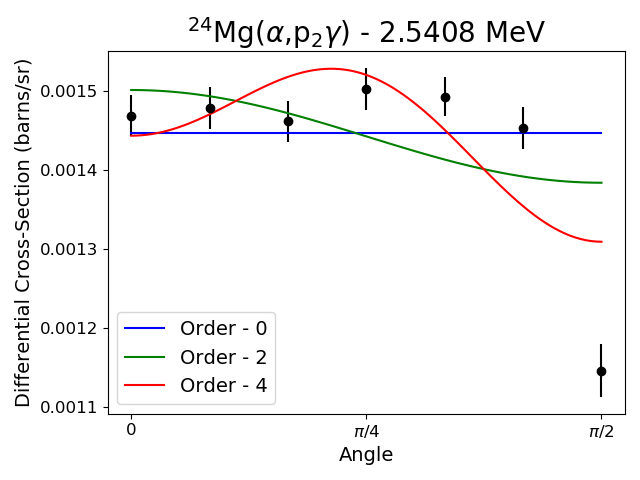 ²⁴Mg(α,p₂γ) - 2.5408 MeV
Differential Cross-Section (barns/sr)
0.0015
0.0014
0.0013
0.0012
0.0011
Order - 0
Order - 2
Order - 4
0
π/4
π/2
Angle